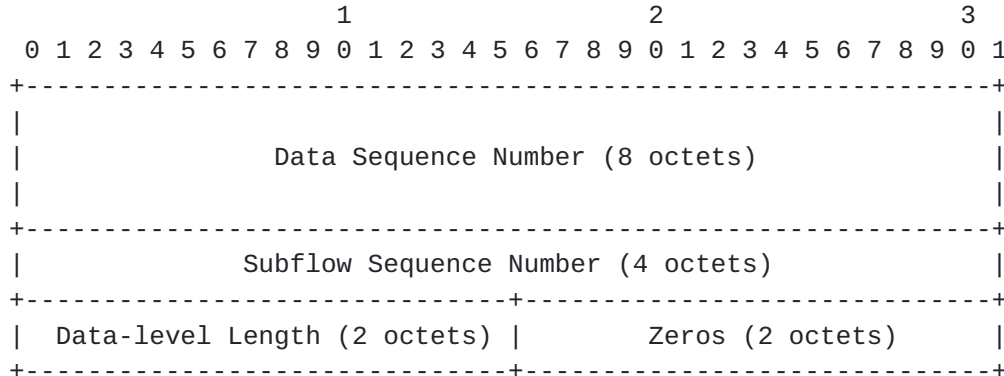 1                   2                   3
 0 1 2 3 4 5 6 7 8 9 0 1 2 3 4 5 6 7 8 9 0 1 2 3 4 5 6 7 8 9 0 1
+--------------------------------------------------------------+
|                                                              |
|                Data Sequence Number (8 octets)               |
|                                                              |
+--------------------------------------------------------------+
|              Subflow Sequence Number (4 octets)              |
+-------------------------------+------------------------------+
|  Data-level Length (2 octets) |        Zeros (2 octets)      |
+-------------------------------+------------------------------+